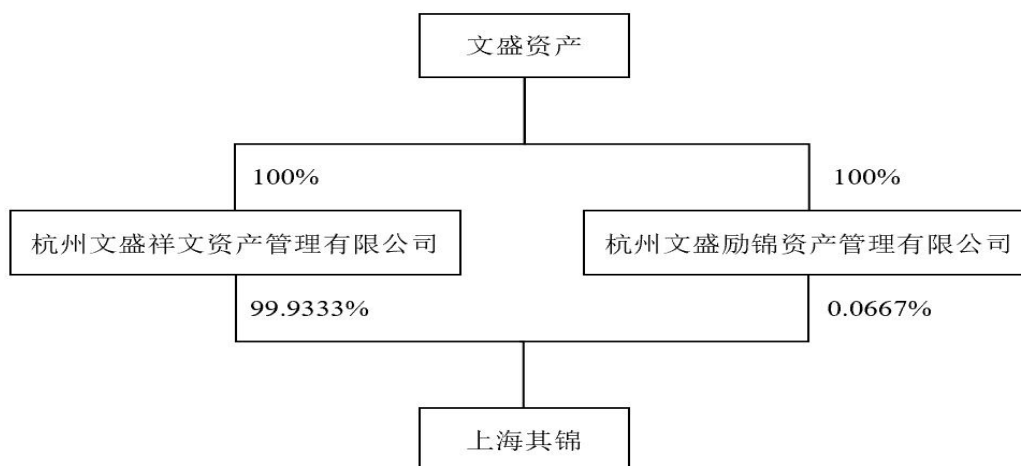 文盛资产
100%
100%
杭州文盛祥文资产管理有限公司
杭州文盛励锦资产管理有限公司
99.9333%
0.0667%
上海其锦